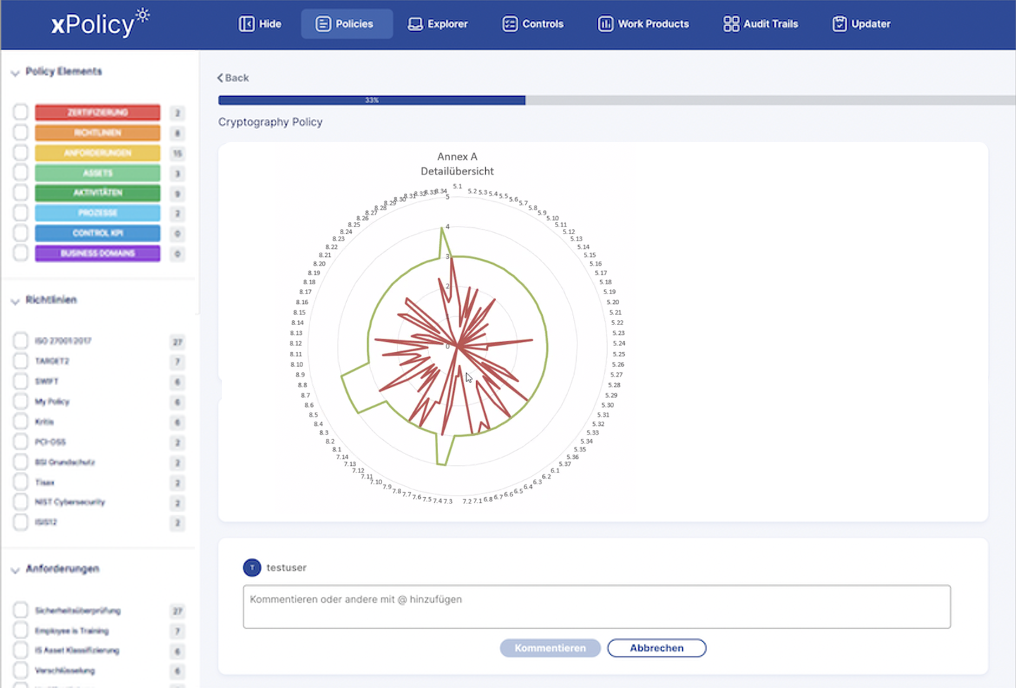 xPolicy
Hide
Policies
Explorer
Controls
Work Products
Audit Trails
Updater
Policy Elements
ZERTIFIZIERUNG 2
RICHTLINIEN 8
ANFORDERUNGEN 15
ASSETS 3
AKTIVITÄTEN 9
PROZESSE 2
CONTROL KPI 0
BUSINESS DOMAINS 0
Richtlinien
ISO 27001:2017 27
TARGET2 7
SWIFT 6
My Policy 6
Kritis 6
PCI-DSS 2
BSI Grundschutz 2
Tisax 2
NIST Cybersecurity 2
ISIS12 2
Anforderungen
Sicherheitsüberprüfung 27
Employee is Training 7
IS Asset Klassifizierung 6
Verschlüsselung 6
Back
33%
Cryptography Policy
Annex A
Detailübersicht
5.1
5.2
5.3
5.4
5.5
5.6
5.7
5.8
5.9
5.10
5.11
5.12
5.13
5.14
5.15
5.16
5.17
5.18
5.19
5.20
5.21
5.22
5.23
5.24
5.25
5.26
5.27
5.28
5.29
5.30
5.31
5.32
5.33
5.34
5.35
5.36
5.37
6.1
6.2
6.3
6.4
6.5
6.6
6.7
6.8
7.1
7.2
7.3
7.4
7.5
7.6
7.7
7.8
7.9
7.10
7.11
7.12
7.13
7.14
8.1
8.2
8.3
8.4
8.5
8.6
8.7
8.8
8.9
8.10
8.11
8.12
8.13
8.14
8.15
8.16
8.17
8.18
8.19
8.20
8.21
8.22
8.23
8.24
8.25
8.26
8.27
8.28
8.29
8.30
8.31
8.32
8.33
8.34
5
4
3
2
0
T testuser
Kommentieren oder andere mit @ hinzufügen
Kommentieren
Abbrechen